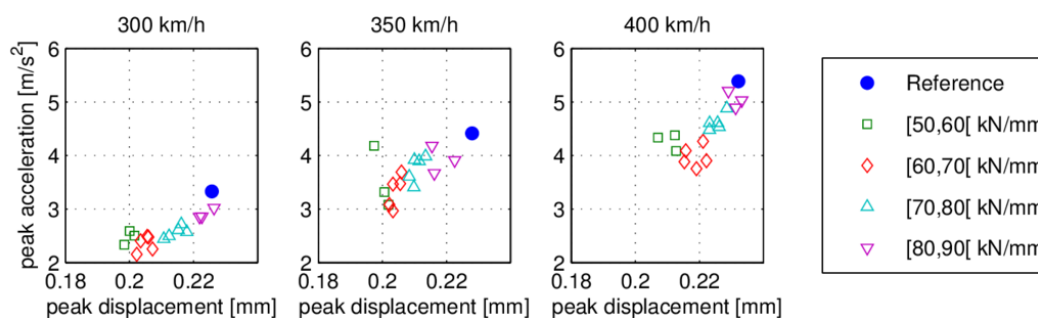 300 km/h
350 km/h
400 km/h
peak acceleration [m/s²]
6
5
4
3
2
0.18
0.2
0.22
peak displacement [mm]
6
5
4
3
2
0.18
0.2
0.22
peak displacement [mm]
6
5
4
3
2
0.18
0.2
0.22
peak displacement [mm]
Reference
[50,60[ kN/mm
[60,70[ kN/mm
[70,80[ kN/mm
[80,90[ kN/mm